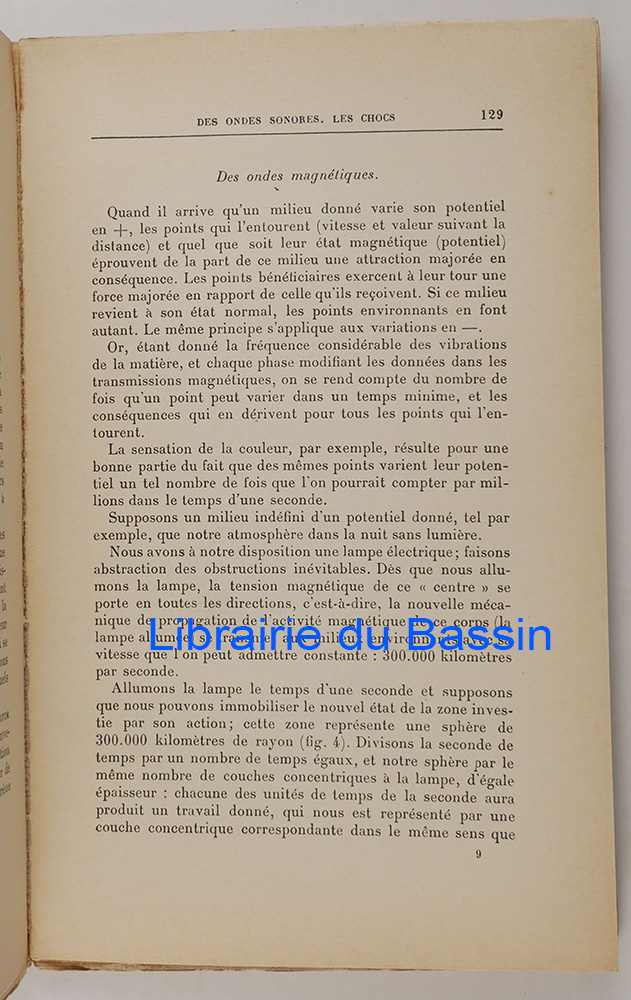 DES ONDES SONORES. LES CHOCS 129
Des ondes magnétiques.
Quand il arrive qu'un milieu donné varie son potentiel
en +, les points qui l'entourent (vitesse et valeur suivant la
distance) et quel que soit leur état magnétique (potentiel)
éprouvent de la part de ce milieu une attraction majorée en
conséquence. Les points bénéficiaires exercent à leur tour une
force majorée en rapport de celle qu'ils reçoivent. Si ce milieu
revient à son état normal, les points environnants en font
autant. Le même principe s'applique aux variations en —.
Or, étant donné la fréquence considérable des vibrations
de la matière, et chaque phase modifiant les données dans les
transmissions magnétiques, on se rend compte du nombre de
fois qu'un point peut varier dans un temps minime, et les
conséquences qui en dérivent pour tous les points qui l'en-
tourent.
La sensation de la couleur, par exemple, résulte pour une
bonne partie du fait que des mêmes points varient leur poten-
tiel un tel nombre de fois que l'on pourrait compter par mil-
lions dans le temps d'une seconde.
Supposons un milieu indéfini d'un potentiel donné, tel par
exemple, que notre atmosphère dans la nuit sans lumière.
Nous avons à notre disposition une lampe électrique; faisons
abstraction des obstructions inévitables. Dès que nous allu-
mons la lampe, la tension magnétique de ce « centre » se
porte en toutes les directions, c'est-à-dire, la nouvelle méca-
nique de propagation de l'activité magnétique de ce corps (la
lampe allumée) se transmet aux milieux environnants avec sa
Librairie du Bassin
vitesse que l'on peut admettre constante : 300.000 kilomètres
par seconde.
Allumons la lampe le temps d'une seconde et supposons
que nous pouvons immobiliser le nouvel état de la zone inves-
tie par son action; cette zone représente une sphère de
300.000 kilomètres de rayon (fig. 4). Divisons la seconde de
temps par un nombre de temps égaux, et notre sphère par le
même nombre de couches concentriques à la lampe, d'égale
épaisseur : chacune des unités de temps de la seconde aura
produit un travail donné, qui nous est représenté par une
couche concentrique correspondante dans le même sens que
9